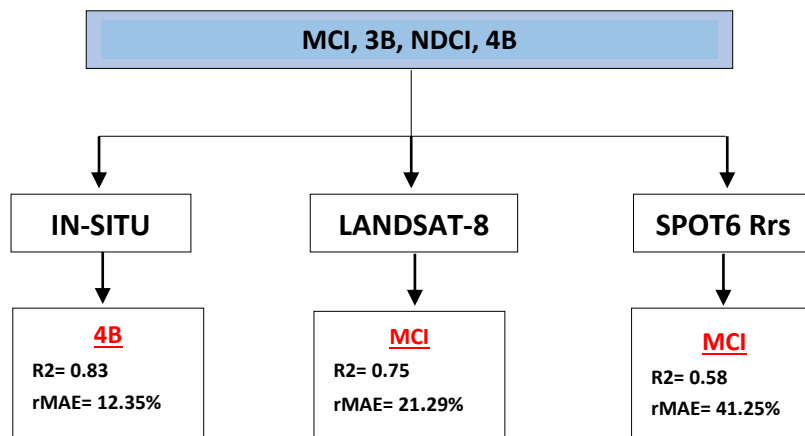 MCI, 3B, NDCI, 4B
IN-SITU
LANDSAT-8
SPOT6 Rrs
4B
R2= 0.83
rMAE= 12.35%
MCI
R2= 0.75
rMAE= 21.29%
MCI
R2= 0.58
rMAE= 41.25%